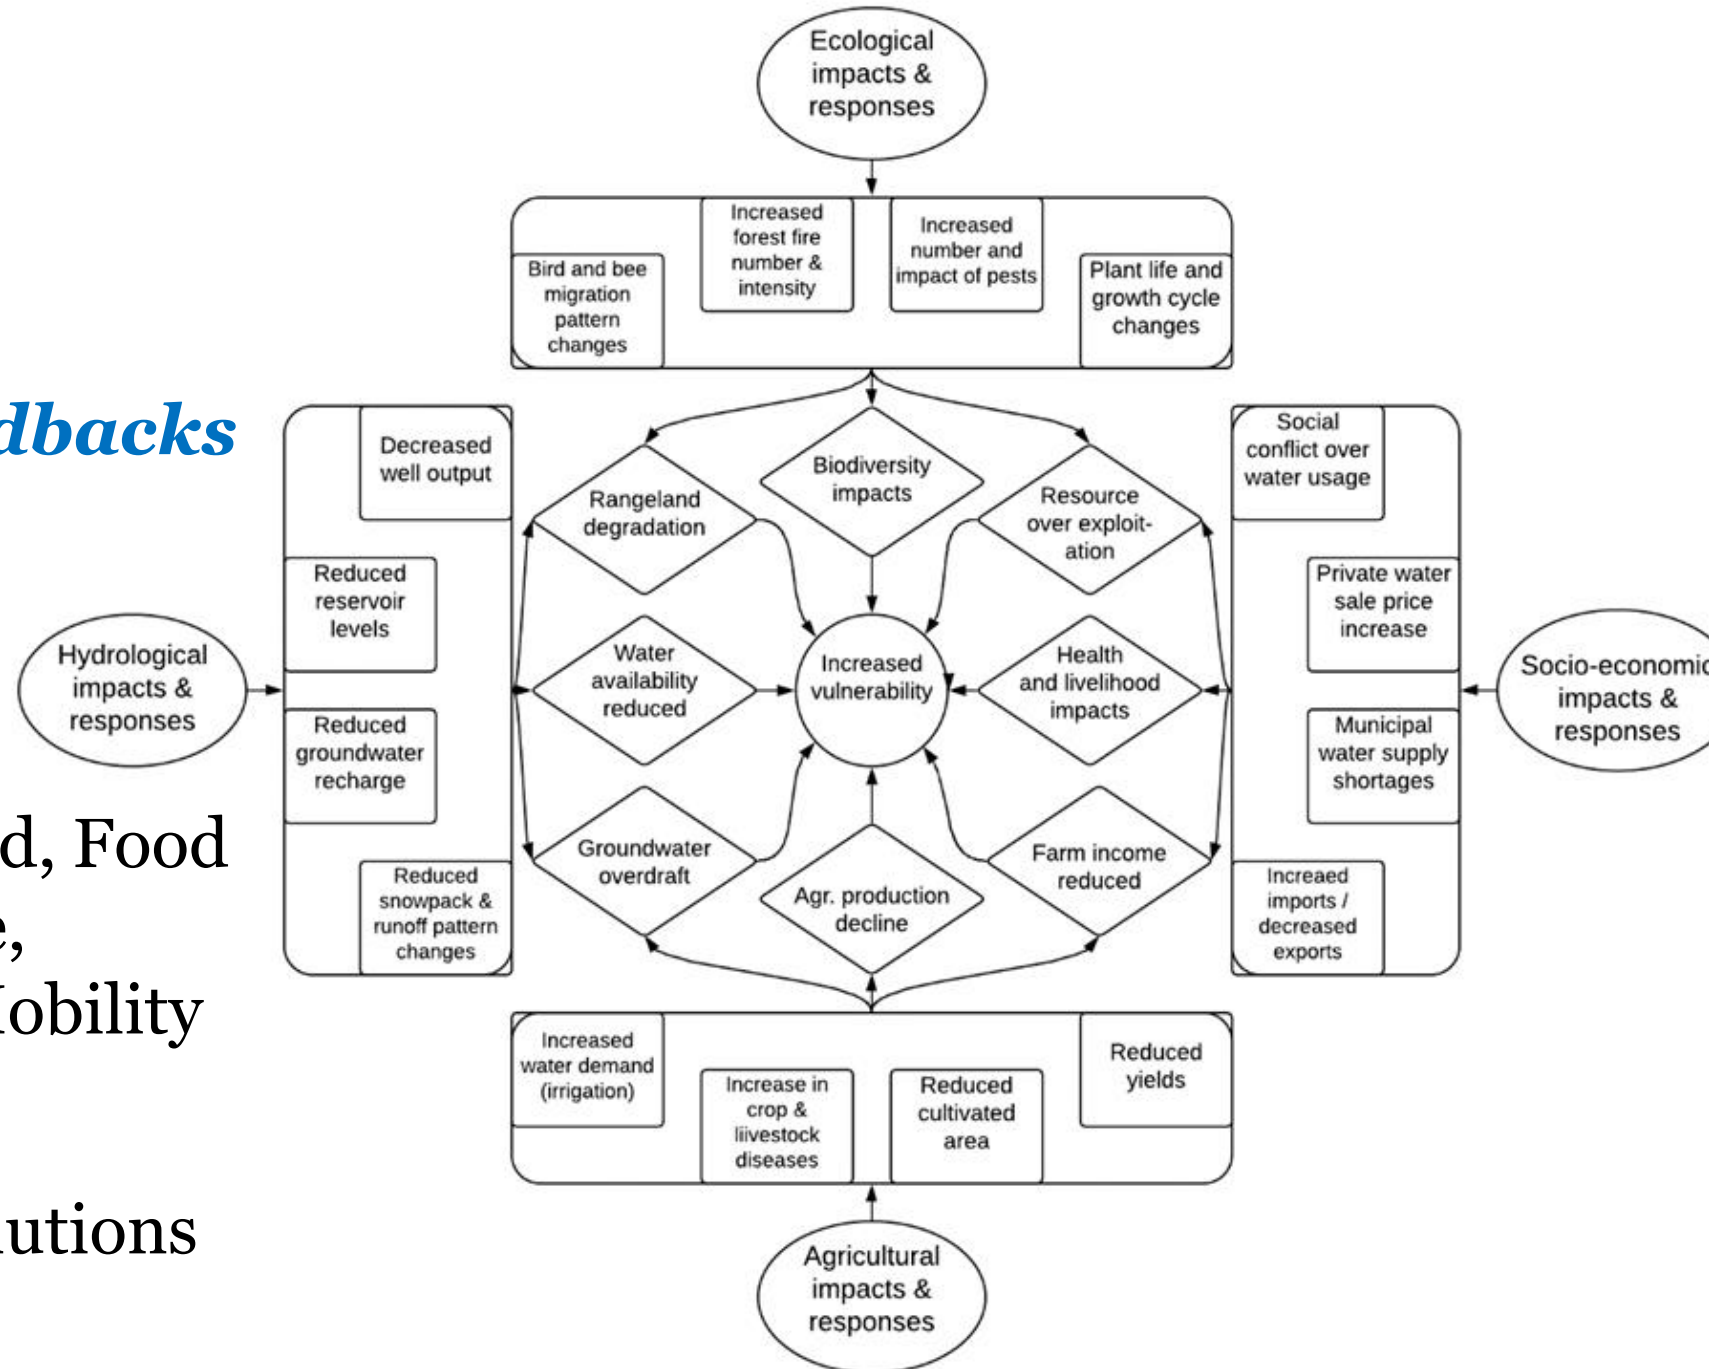 Ecological
impacts &
responses
Bird and bee
migration
pattern
changes
Increased
forest fire
number &
intensity
Increased
number and
impact of pests
Plant life and
growth cycle
changes
dbacks
Decreased
well output
Reduced
reservoir
levels
Hydrological
impacts &
responses
Reduced
groundwater
recharge
Reduced
snowpack &
runoff pattern
changes
Rangeland
degradation
Biodiversity
impacts
Resource
over exploit-
ation
Water
availability
reduced
Increased
vulnerability
Health
and livelihood
impacts
Groundwater
overdraft
Agr. production
decline
Farm income
reduced
Social
conflict over
water usage
Private water
sale price
increase
Socio-economic
impacts &
responses
Municipal
water supply
shortages
Increaed
imports /
decreased
exports
d, Food
e,
obility
lutions
Increased
water demand
(irrigation)
Increase in
crop &
liivestock
diseases
Reduced
cultivated
area
Reduced
yields
Agricultural
impacts &
responses